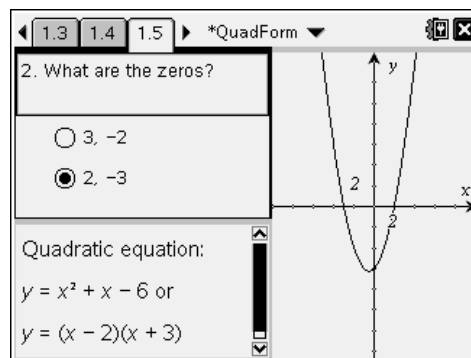 1.3 1.4 1.5 *QuadForm
2. What are the zeros?
3, −2
2, −3
Quadratic equation:
y = x² + x − 6 or
y = (x − 2)(x + 3)
y
2
x
2